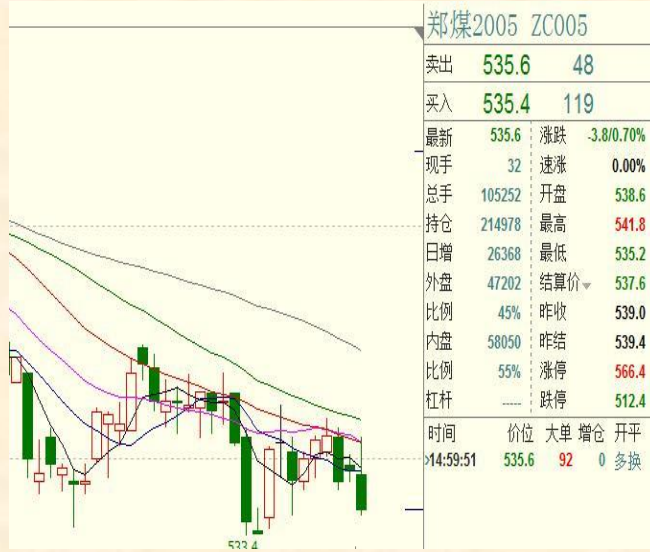 郑煤2005 ZC005
卖出 535.6 48
买入 535.4 119
最新 535.6 涨跌 -3.8/0.70%
现手 32 速涨 0.00%
总手 105252 开盘 538.6
持仓 214978 最高 541.8
日增 26368 最低 535.2
外盘 47202 结算价 537.6
比例 45% 昨收 539.0
内盘 58050 昨结 539.4
比例 55% 涨停 566.4
杠杆 ----- 跌停 512.4
时间 价位 大单 增仓 开平
14:59:51 535.6 92 0 多换
533.4